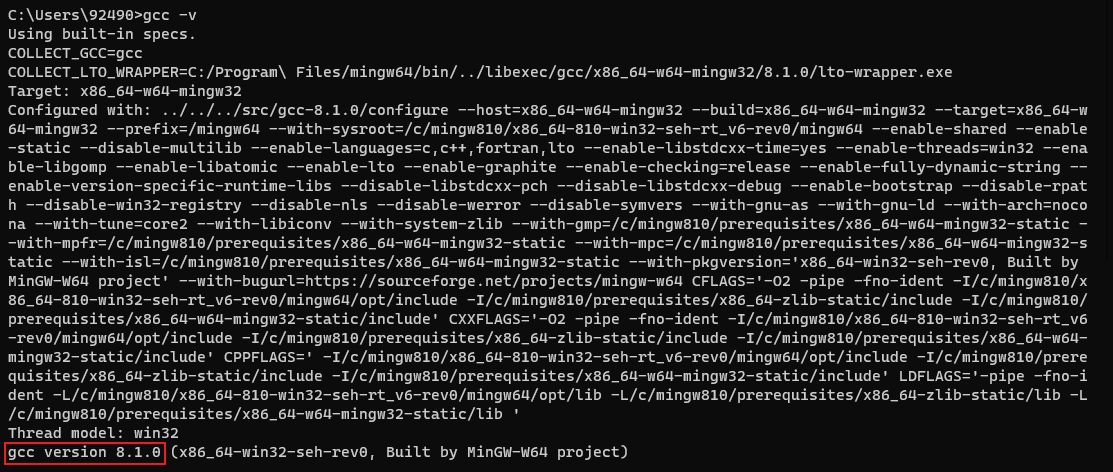 C:\Users\92490>gcc -v
Using built-in specs.
COLLECT_GCC=gcc
COLLECT_LTO_WRAPPER=C:/Program\ Files/mingw64/bin/../libexec/gcc/x86_64-w64-mingw32/8.1.0/lto-wrapper.exe
Target: x86_64-w64-mingw32
Configured with: ../../../src/gcc-8.1.0/configure --host=x86_64-w64-mingw32 --build=x86_64-w64-mingw32 --target=x86_64-w
64-mingw32 --prefix=/mingw64 --with-sysroot=/c/mingw810/x86_64-810-win32-seh-rt_v6-rev0/mingw64 --enable-shared --enable
-static --disable-multilib --enable-languages=c,c++,fortran,lto --enable-libstdcxx-time=yes --enable-threads=win32 --ena
ble-libgomp --enable-libatomic --enable-lto --enable-graphite --enable-checking=release --enable-fully-dynamic-string --
enable-version-specific-runtime-libs --disable-libstdcxx-pch --disable-libstdcxx-debug --enable-bootstrap --disable-rpat
h --disable-win32-registry --disable-nls --disable-werror --disable-symvers --with-gnu-as --with-gnu-ld --with-arch=noco
na --with-tune=core2 --with-libiconv --with-system-zlib --with-gmp=/c/mingw810/prerequisites/x86_64-w64-mingw32-static -
-with-mpfr=/c/mingw810/prerequisites/x86_64-w64-mingw32-static --with-mpc=/c/mingw810/prerequisites/x86_64-w64-mingw32-s
tatic --with-isl=/c/mingw810/prerequisites/x86_64-w64-mingw32-static --with-pkgversion='x86_64-win32-seh-rev0, Built by
MinGW-W64 project' --with-bugurl=https://sourceforge.net/projects/mingw-w64 CFLAGS='-O2 -pipe -fno-ident -I/c/mingw810/x
86_64-810-win32-seh-rt_v6-rev0/mingw64/opt/include -I/c/mingw810/prerequisites/x86_64-zlib-static/include -I/c/mingw810/
prerequisites/x86_64-w64-mingw32-static/include' CXXFLAGS='-O2 -pipe -fno-ident -I/c/mingw810/x86_64-810-win32-seh-rt_v6
-rev0/mingw64/opt/include -I/c/mingw810/prerequisites/x86_64-zlib-static/include -I/c/mingw810/prerequisites/x86_64-w64-
mingw32-static/include' CPPFLAGS=' -I/c/mingw810/x86_64-810-win32-seh-rt_v6-rev0/mingw64/opt/include -I/c/mingw810/prere
quisites/x86_64-zlib-static/include -I/c/mingw810/prerequisites/x86_64-w64-mingw32-static/include' LDFLAGS='-pipe -fno-i
dent -L/c/mingw810/x86_64-810-win32-seh-rt_v6-rev0/mingw64/opt/lib -L/c/mingw810/prerequisites/x86_64-zlib-static/lib -L
/c/mingw810/prerequisites/x86_64-w64-mingw32-static/lib '
Thread model: win32
gcc version 8.1.0 (x86_64-win32-seh-rev0, Built by MinGW-W64 project)